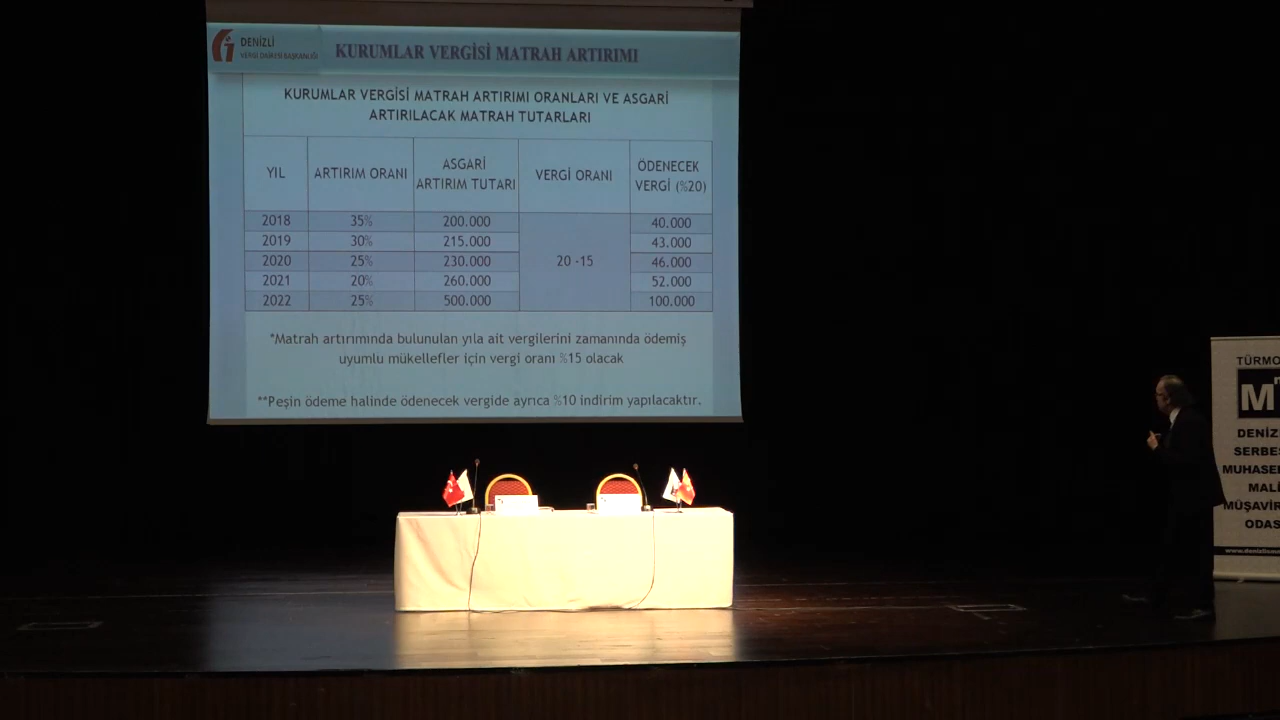 DENİZLİ
VERGİ DAİRESİ BAŞKANLIĞI
KURUMLAR VERGİSİ MATRAH ARTIRIMI
KURUMLAR VERGİSİ MATRAH ARTIRIMI ORANLARI VE ASGARİ
ARTIRILACAK MATRAH TUTARLARI
YIL ARTIRIM ORANI ASGARİ ARTIRIM TUTARI VERGİ ORANI ÖDENECEK VERGİ (%20)
2018 35% 200.000 40.000
2019 30% 215.000 43.000
2020 25% 230.000 20 -15 46.000
2021 20% 260.000 52.000
2022 25% 500.000 100.000
*Matrah artırımında bulunulan yıla ait vergilerini zamanında ödemiş
uyumlu mükellefler için vergi oranı %15 olacak
**Peşin ödeme halinde ödenecek vergide ayrıca %10 indirim yapılacaktır.
TÜRMO
M
DENİZ
SERBES
MUHASE
MALİ
MÜŞAVİR
ODAS